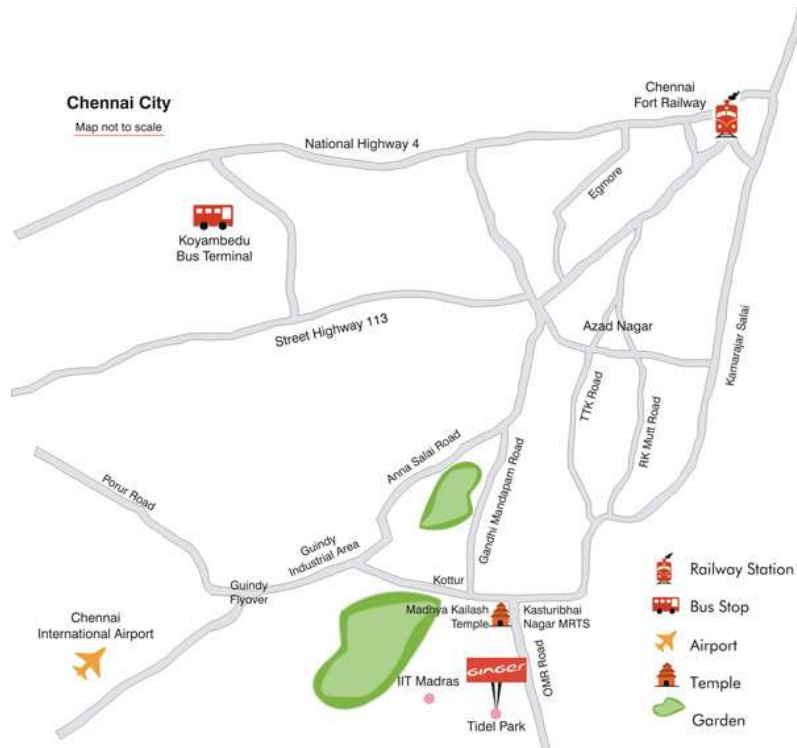 Chennai City
Map not to scale
Chennai
Fort Railway
National Highway 4
Egmore
Koyambedu
Bus Terminal
Street Highway 113
Azad Nagar
Kamarajar Salai
TTK Road
RK Mutt Road
Anna Salai Road
Gandhi Mandapam Road
Porur Road
Guindy
Industrial Area
Guindy
Flyover
Kottur
Chennai
International Airport
Madhya Kailash
Temple
Kasturibhai
Nagar MRTS
OMR Road
GINGER
IIT Madras
Tidel Park
Railway Station
Bus Stop
Airport
Temple
Garden